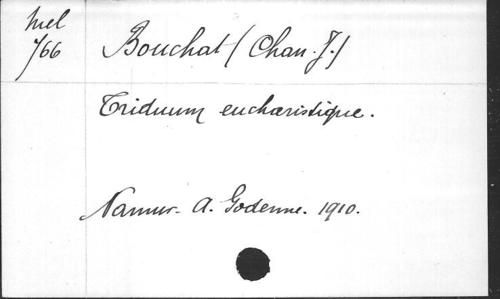 Mel
766
Bouchat (Chan. J.)
Triduum eucharistique.
Namur - A. Godenne. 1910.